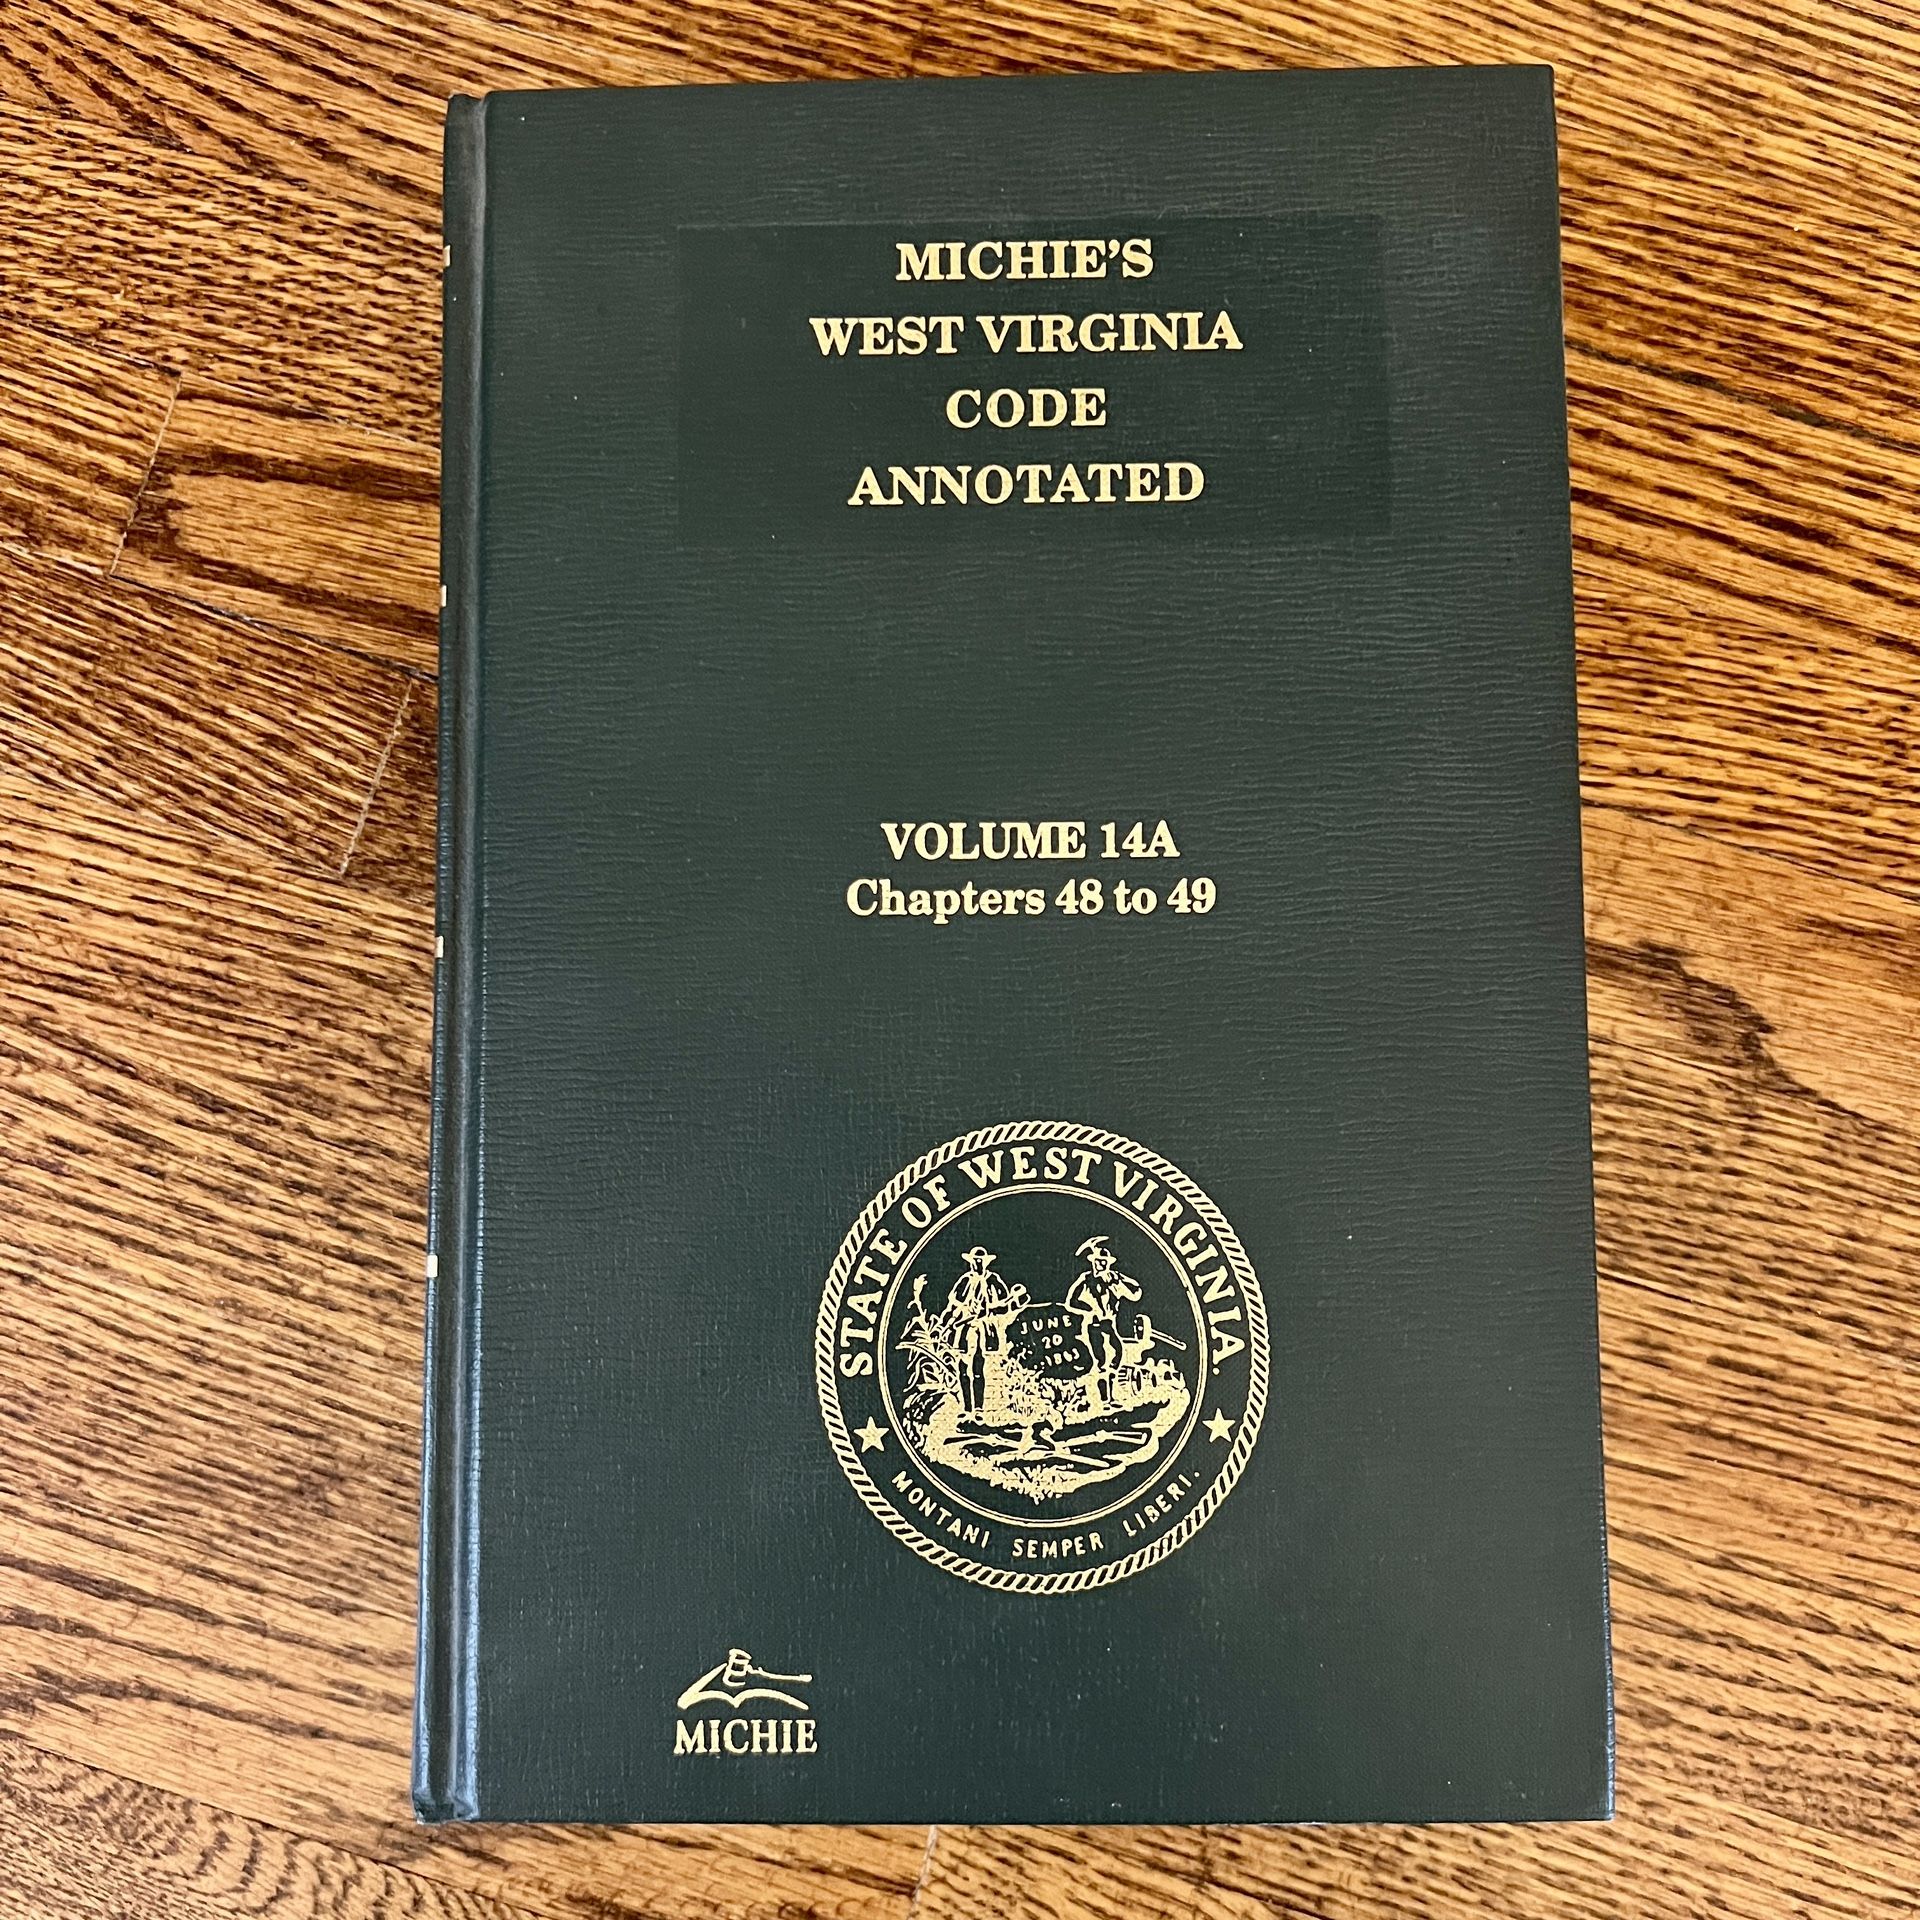 MICHIE'S
WEST VIRGINIA
CODE
ANNOTATED
VOLUME 14A
Chapters 48 to 49
STATE OF WEST VIRGINIA.
JUNE
20
1863
MONTANI SEMPER LIBERI.
MICHIE